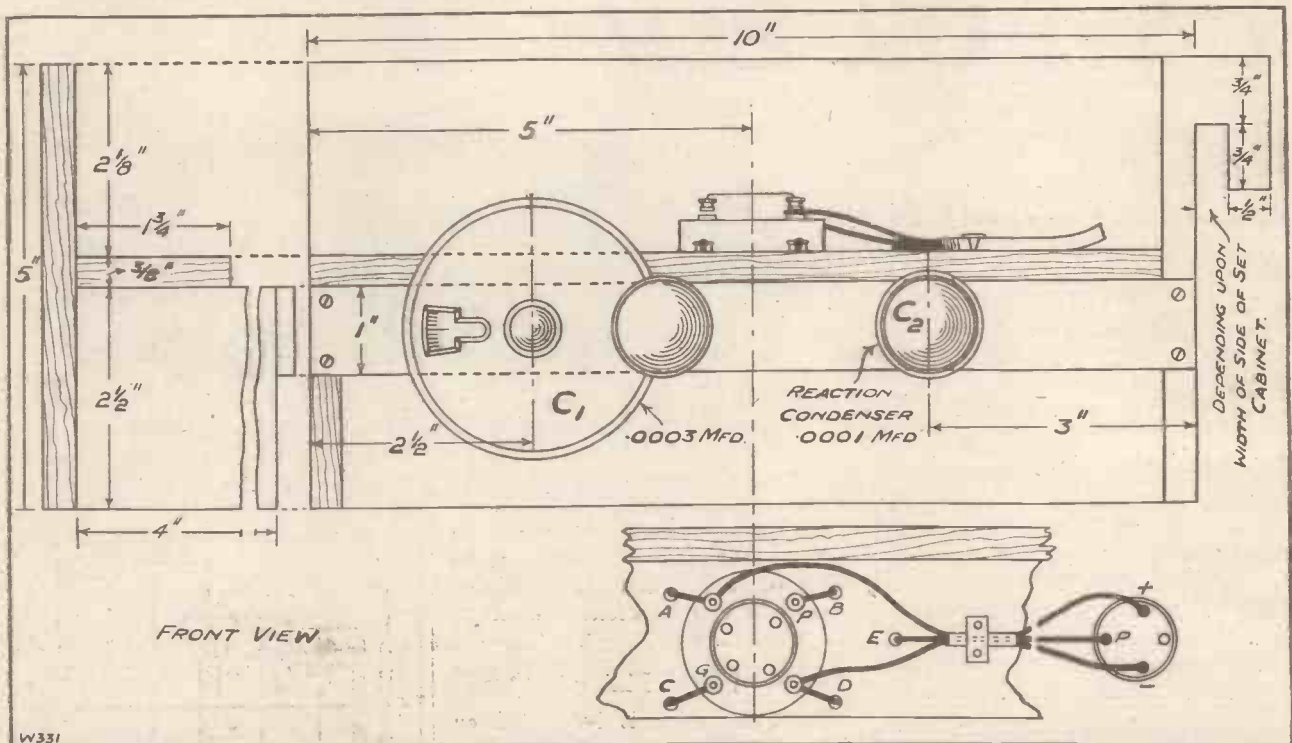 10"
5"
2 1/8"
1 3/4"
3/8"
5"
2 1/2"
4"
1"
2 1/2"
C1
.0003 MFD.
C2
REACTION
CONDENSER
.0001 MFD
3"
3/4"
3/4"
DEPENDING UPON
WIDTH OF SIDE OF SET
CABINET.
FRONT VIEW
A
P
B
E
C
G
D
+
P
-
W331